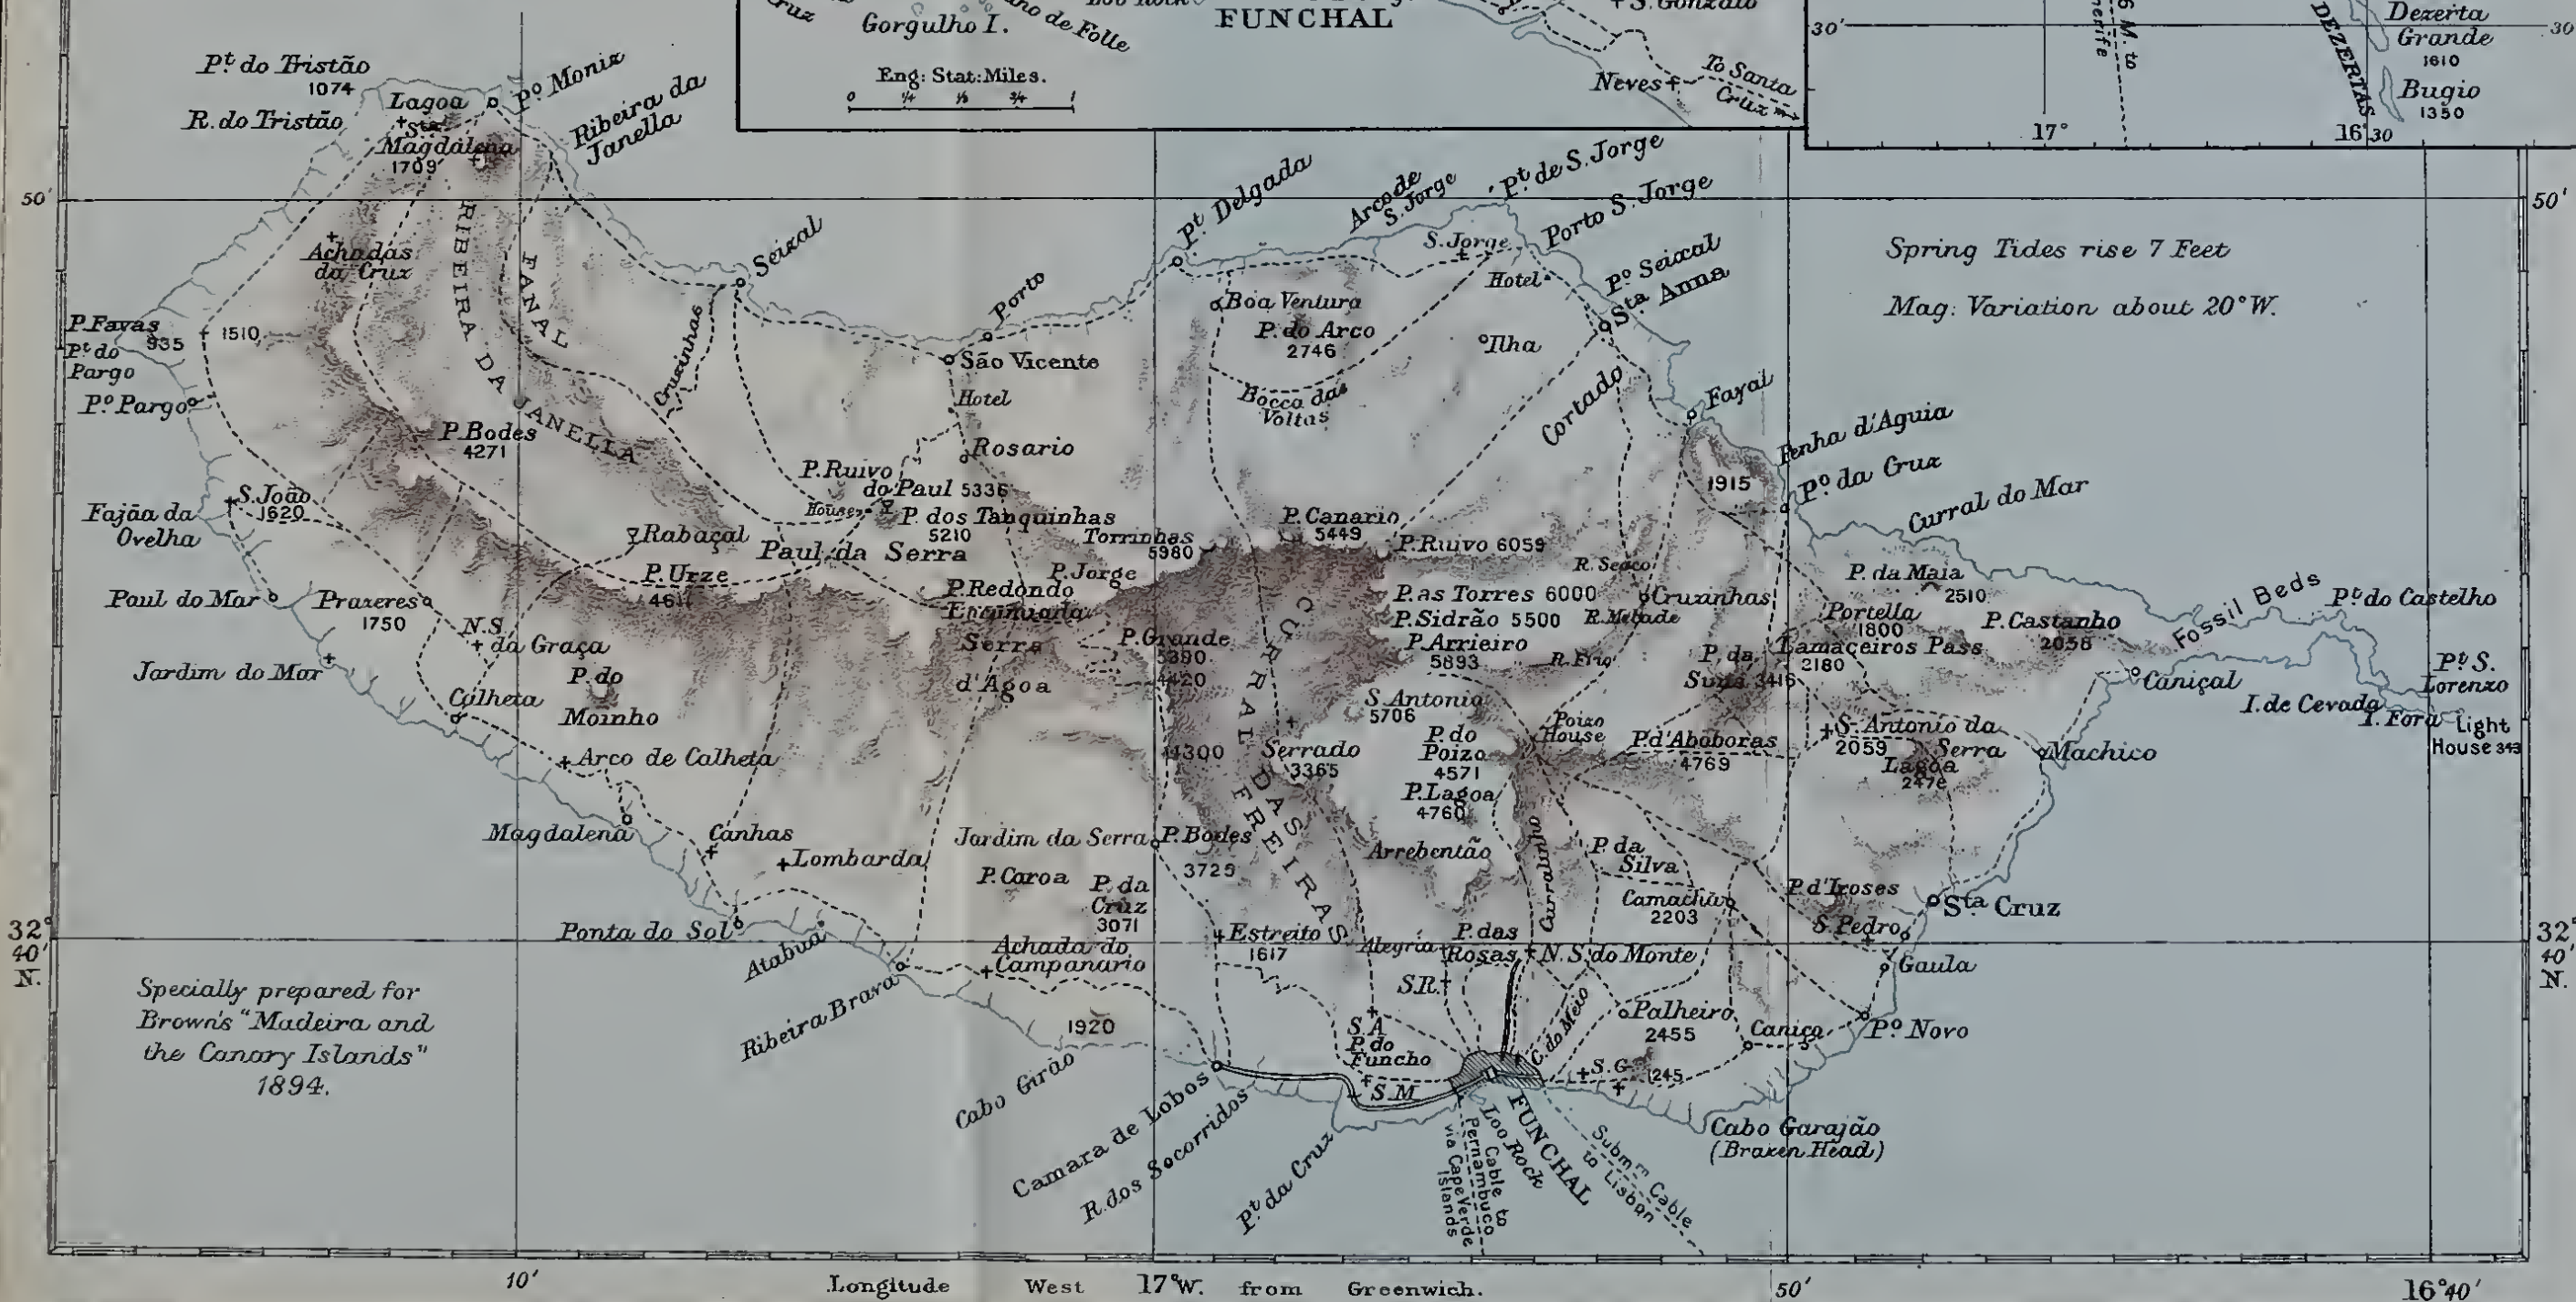 Gorgulho I.
FUNCHAL
Eng: Stat: Miles.
0 ¼ ½ ¾ 1
Neves
To Santa
Cruz
30'
DEZERTAS
Dezerta
Grande
1610
Bugio
1350
30
17°
16°30
Pt. do Tristão
1074
R. do Tristão
Lagoa
Sta.
Magdalena
1709
Po. Moniz
Ribeira da
Janella
50'
Achadas
da Cruz
RIBEIRA DA JANELLA
FANAL
Seixal
Cruzinhas
Porto
São Vicente
Hotel
Rosario
Pt. Delgada
Arco de
S. Jorge
Pt. de S. Jorge
Porto S. Jorge
S. Jorge
Hotel
Po. Seixal
Sta. Anna
Boa Ventura
P. do Arco
2746
Ilha
Bocca das
Voltas
Cortado
Fayal
Penha d'Aguia
Po. da Cruz
1915
Curral do Mar
50'
Spring Tides rise 7 Feet
Mag: Variation about 20° W.
P. Favas
935
1510
Pt. do
Pargo
Po. Pargo
P. Bodes
4271
S. João
1620
Fajãa da
Ovelha
Paul do Mar
Prazeres
1750
Jardim do Mar
N.S.
da Graça
P. do
Moinho
Calheta
Arco de Calheta
Magdalena
Canhas
Lombarda
Ponta do Sol
Atabua
Ribeira Brava
Rabaçal
P. Urze
P. Ruivo
do Paul 5336
House
P. dos Tanquinhas
5210
Paul da Serra
Torrinhas
5980
P. Jorge
P. Redondo
Encumiada
Serra
d'Agoa
P. Grande
5390
4420
4300
P. Canario
5449
P. Ruivo 6059
P. as Torres 6000
P. Sidrão 5500
P. Arrieiro
5893
R. Secco
R. Metade
R. Frio
Cruzinhas
CURRAL DAS FREIRAS
Serrado
3365
S. Antonio
5706
P. do
Poizo
4571
P. Lagoa
4760
Poizo
House
P. d'Aboboras
4769
P. da
Suna 3416
P. da Maia
2510
Portella
1800
Lamaceiros Pass
2180
P. Castanho
2058
Fossil Beds
Pt. do Castelho
Pt. S.
Lorenzo
I. de Cevada
I. Fora
Light
House 343
Caniçal
Machico
S. Antonio da
Serra
2059
Lagoa
Jardim da Serra
P. Bodes
3725
P. Caroa
P. da
Cruz
3071
Arrebentão
Curralinho
P. da
Silva
Camacha
2203
P. d'Iroses
S. Pedro
Sta. Cruz
Gaula
Po. Novo
32°
40'
N.
32°
40'
N.
Estreito
1617
Achada do
Campanario
1920
Alegria
P. das
Rosas
N. S. do Monte
S.R.
S.A
P. do
Funcho
S. M
C. do Meio
Palheiro
2455
Caniço
S. G
1245
Cabo Girão
Camara de Lobos
R. dos Socorridos
Pt. da Cruz
Loo Rock
FUNCHAL
Cable to
Pernambuco
via Cape Verde
Islands
Subm'n Cable
to Lisbon
Cabo Garajão
(Brazen Head)
Specially prepared for
Brown's "Madeira and
the Canary Islands"
1894.
10'
Longitude West 17° W. from Greenwich.
50'
16°40'